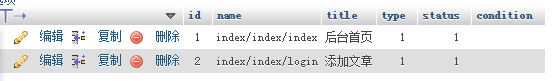 id name title type status condition
编辑 复制 删除 1 index/index/index 后台首页 1 1
编辑 复制 删除 2 index/index/login 添加文章 1 1